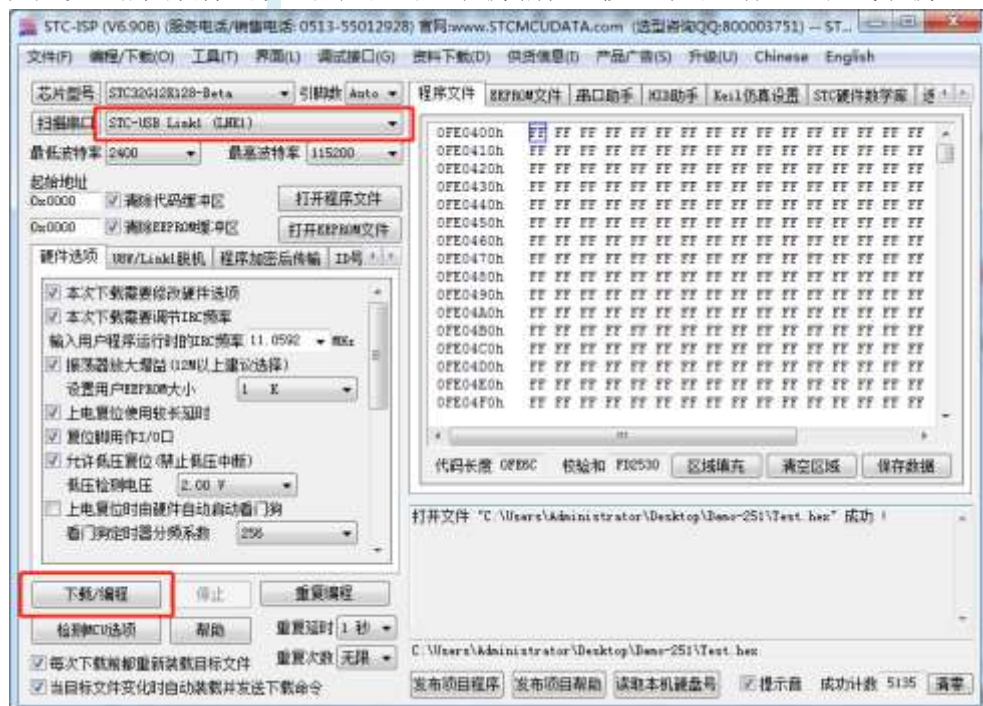 STC-ISP (V6.90B) (服务电话/销售电话: 0513-55012928) 官网:www.STCMCUDATA.com (选型咨询QQ:800003751) -- ST...
文件(F) 编程/下载(O) 工具(T) 界面(L) 调试接口(G) 资料下载(D) 供货信息(I) 产品广告(S) 升级(U) Chinese English
芯片型号 STC32G12K128-Beta 引脚数 Auto
扫描串口 STC-USB Link1 (LNK1)
最低波特率 2400 最高波特率 115200
起始地址
0x0000 清除代码缓冲区 打开程序文件
0x0000 清除EEPROM缓冲区 打开EEPROM文件
硬件选项 U8W/Link1脱机 程序加密后传输 ID号
本次下载需要修改硬件选项
本次下载需要调节IRC频率
输入用户程序运行时的IRC频率 11.0592 MHz
振荡器放大增益(12M以上建议选择)
设置用户EEPROM大小 1 K
上电复位使用较长延时
复位脚用作I/O口
允许低压复位(禁止低压中断)
低压检测电压 2.00 V
上电复位时由硬件自动启动看门狗
看门狗定时器分频系数 256
下载/编程 停止 重复编程
检测MCU选项 帮助 重复延时 1 秒
每次下载前都重新装载目标文件 重复次数 无限
当目标文件变化时自动装载并发送下载命令
程序文件 EEPROM文件 串口助手 HID助手 Keil仿真设置 STC硬件数学库
0FE0400h FF FF FF FF FF FF FF FF FF FF FF FF FF FF FF FF
0FE0410h FF FF FF FF FF FF FF FF FF FF FF FF FF FF FF FF
0FE0420h FF FF FF FF FF FF FF FF FF FF FF FF FF FF FF FF
0FE0430h FF FF FF FF FF FF FF FF FF FF FF FF FF FF FF FF
0FE0440h FF FF FF FF FF FF FF FF FF FF FF FF FF FF FF FF
0FE0450h FF FF FF FF FF FF FF FF FF FF FF FF FF FF FF FF
0FE0460h FF FF FF FF FF FF FF FF FF FF FF FF FF FF FF FF
0FE0470h FF FF FF FF FF FF FF FF FF FF FF FF FF FF FF FF
0FE0480h FF FF FF FF FF FF FF FF FF FF FF FF FF FF FF FF
0FE0490h FF FF FF FF FF FF FF FF FF FF FF FF FF FF FF FF
0FE04A0h FF FF FF FF FF FF FF FF FF FF FF FF FF FF FF FF
0FE04B0h FF FF FF FF FF FF FF FF FF FF FF FF FF FF FF FF
0FE04C0h FF FF FF FF FF FF FF FF FF FF FF FF FF FF FF FF
0FE04D0h FF FF FF FF FF FF FF FF FF FF FF FF FF FF FF FF
0FE04E0h FF FF FF FF FF FF FF FF FF FF FF FF FF FF FF FF
0FE04F0h FF FF FF FF FF FF FF FF FF FF FF FF FF FF FF FF
代码长度 0FE6C 校验和 FD2530 区域填充 清空区域 保存数据
打开文件 "C:\Users\Administrator\Desktop\Demo-251\Test.hex" 成功 !
C:\Users\Administrator\Desktop\Demo-251\Test.hex
发布项目程序 发布项目帮助 读取本机硬盘号 提示音 成功计数 5135 清零